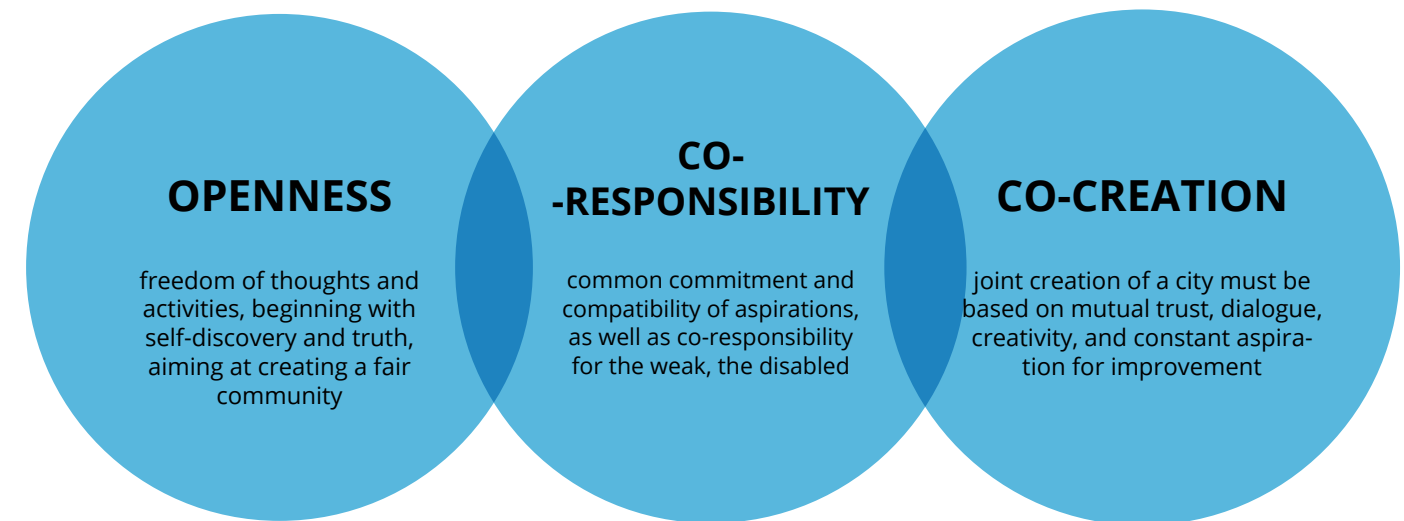 OPENNESS
freedom of thoughts and
activities, beginning with
self-discovery and truth,
aiming at creating a fair
community
CO-
-RESPONSIBILITY
common commitment and
compatibility of aspirations,
as well as co-responsibility
for the weak, the disabled
CO-CREATION
joint creation of a city must be
based on mutual trust, dialogue,
creativity, and constant aspira-
tion for improvement